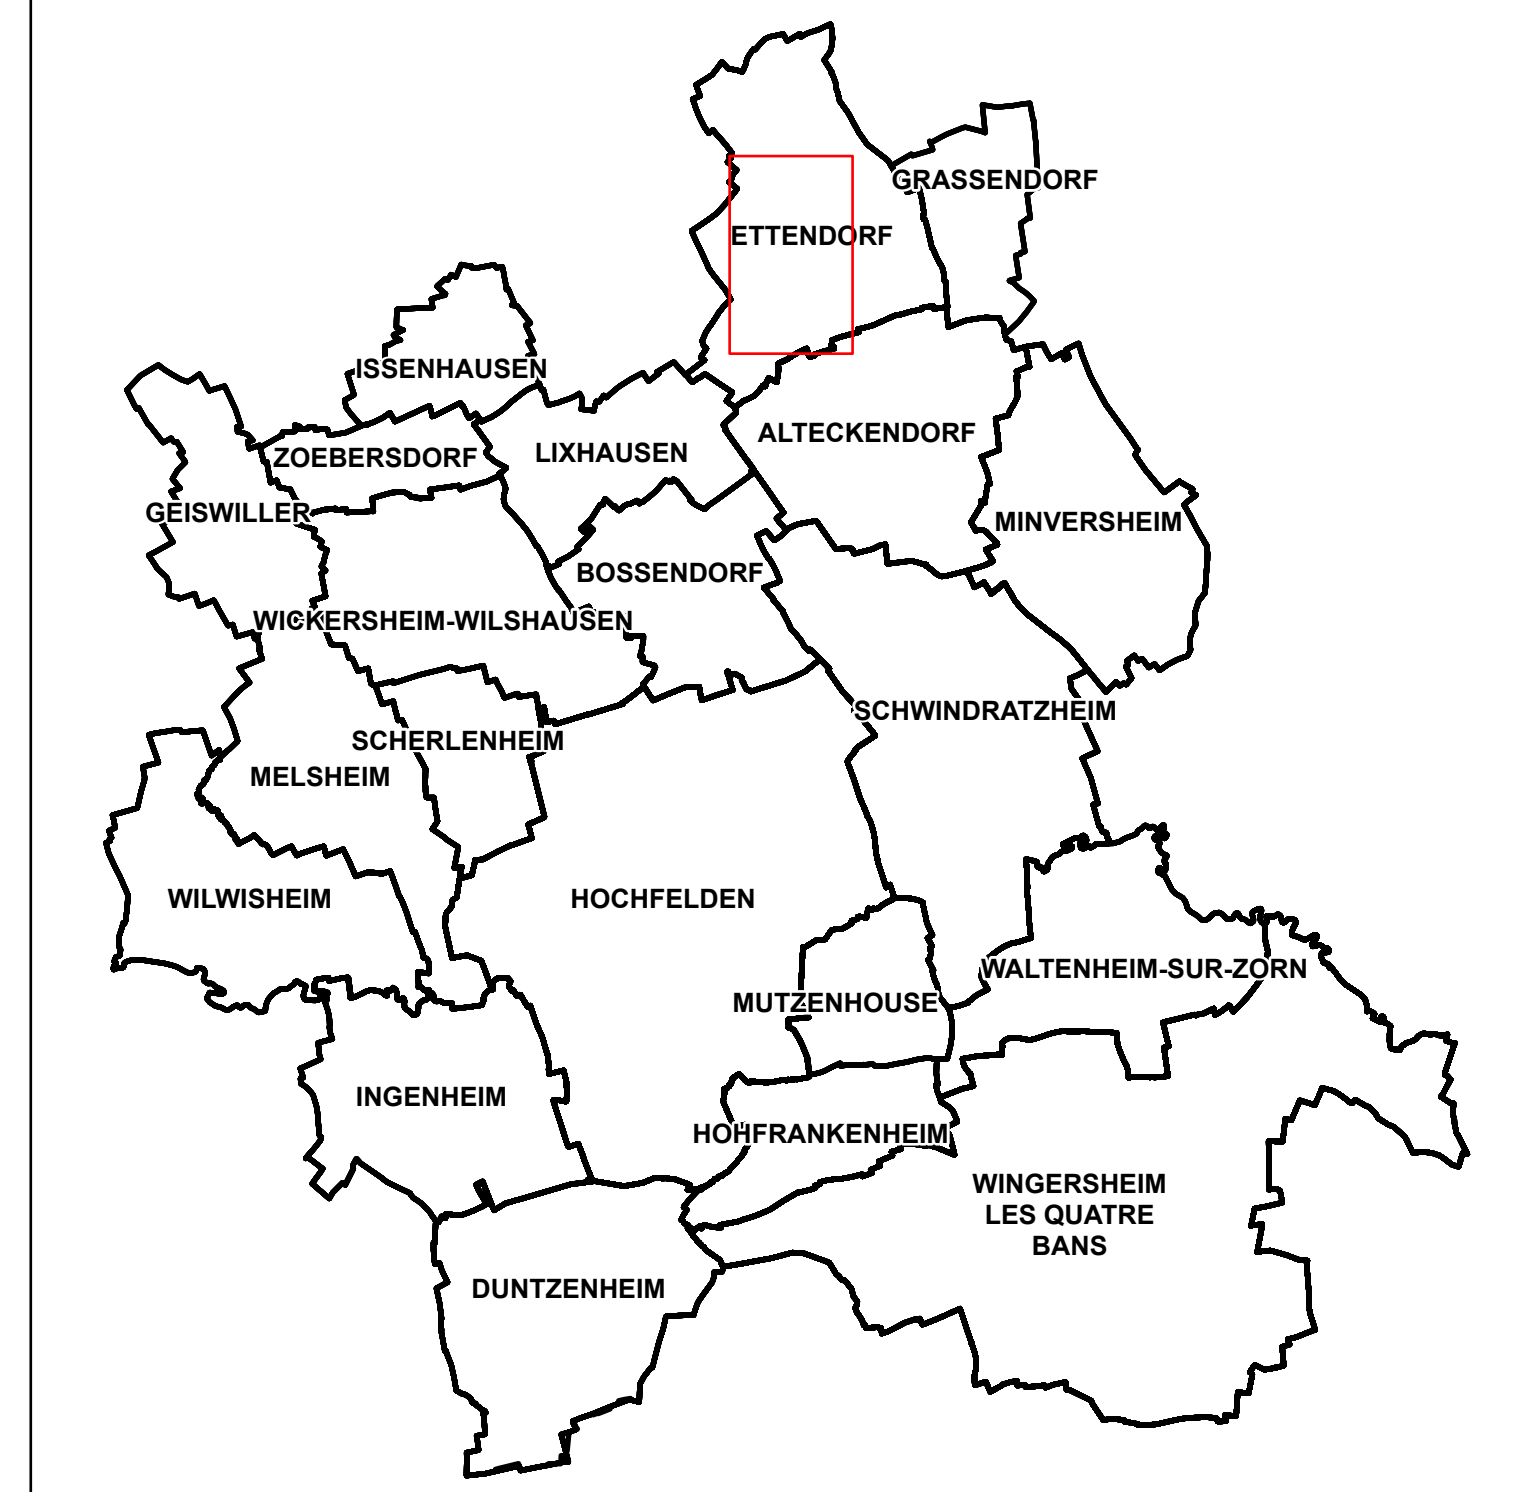 GRASSENDORF
ETTENDORF
ISSENHAUSEN
ALTECKENDORF
LIXHAUSEN
ZOEBERSDORF
GEISWILLER
MINVERSHEIM
BOSSENDORF
WICKERSHEIM-WILSHAUSEN
SCHWINDRATZHEIM
SCHERLENHEIM
MELSHEIM
WILWISHEIM
HOCHFELDEN
WALTENHEIM-SUR-ZORN
MUTZENHOUSE
INGENHEIM
HOHFRANKENHEIM
WINGERSHEIM
LES QUATRE
BANS
DUNTZENHEIM